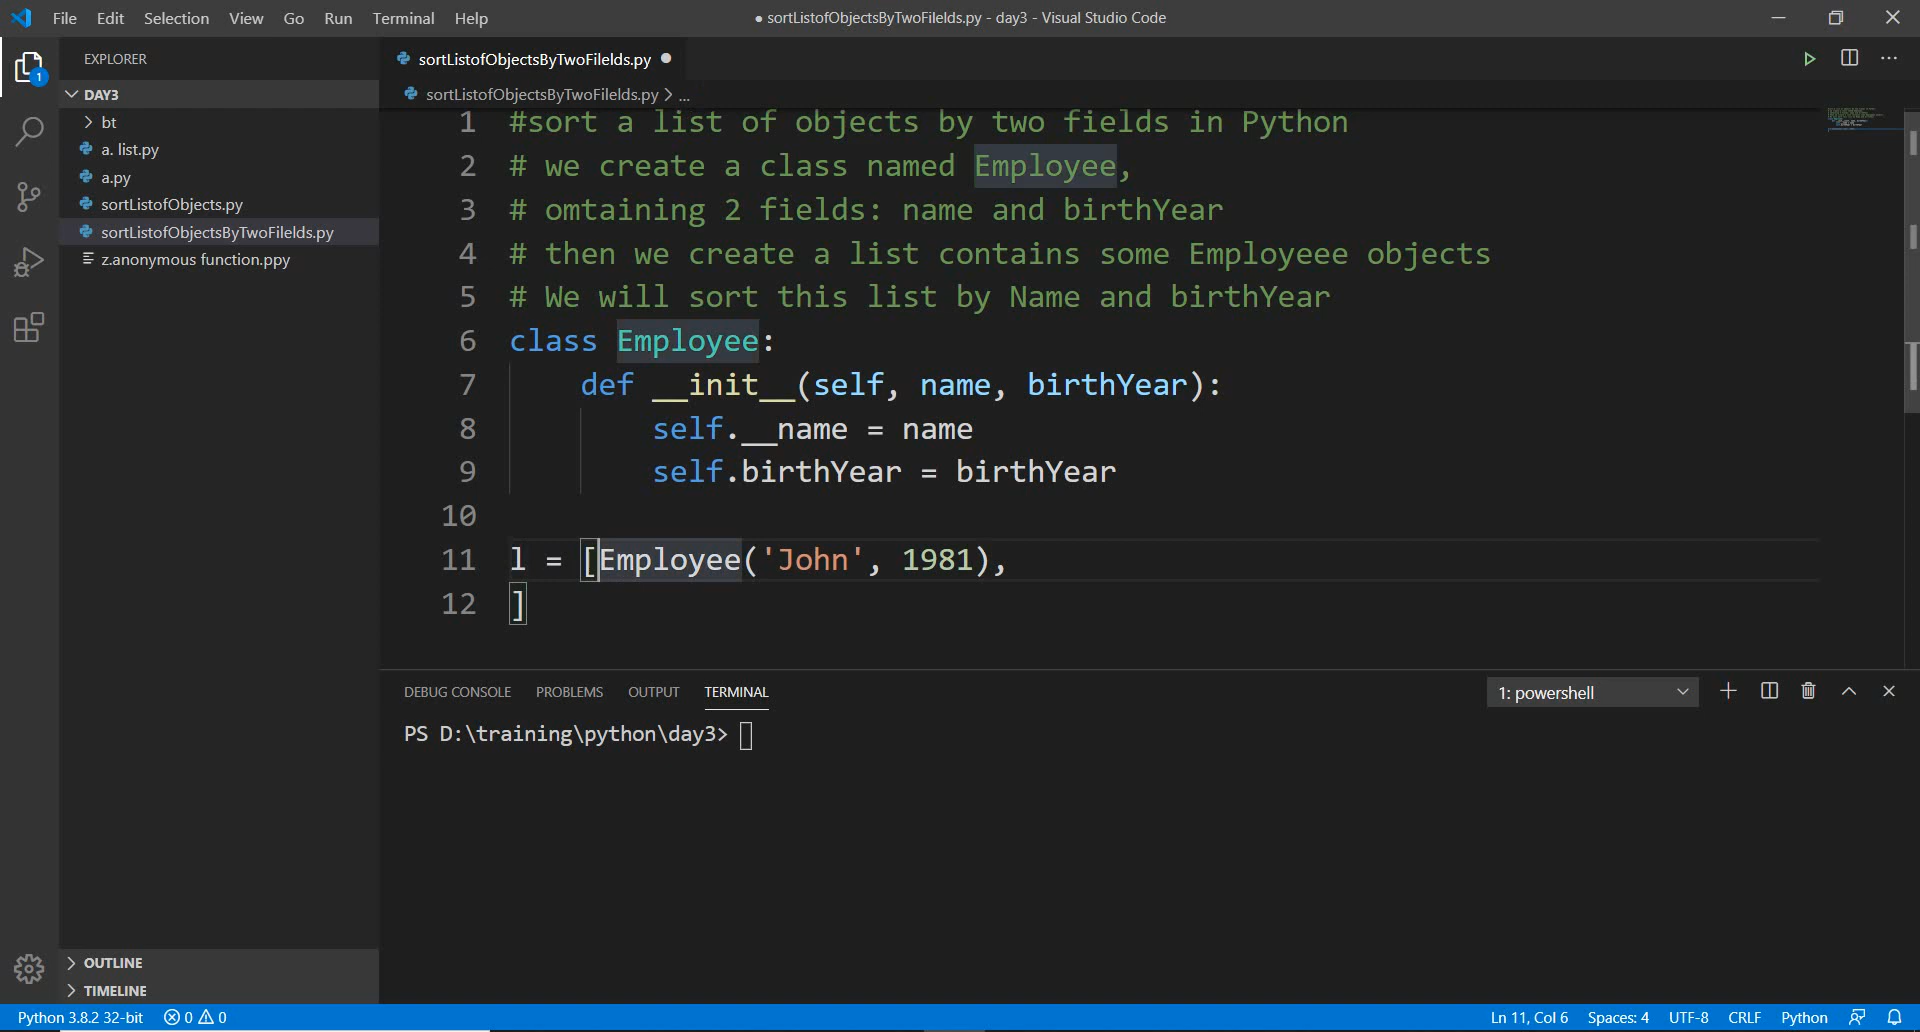 File Edit Selection View Go Run Terminal Help
● sortListofObjectsByTwoFilelds.py - day3 - Visual Studio Code
1
EXPLORER
DAY3
bt
a. list.py
a.py
sortListofObjects.py
sortListofObjectsByTwoFilelds.py
z.anonymous function.ppy
OUTLINE
TIMELINE
sortListofObjectsByTwoFilelds.py
sortListofObjectsByTwoFilelds.py > ...
1 #sort a list of objects by two fields in Python
2 # we create a class named Employee,
3 # omtaining 2 fields: name and birthYear
4 # then we create a list contains some Employeee objects
5 # We will sort this list by Name and birthYear
6 class Employee:
7 def __init__(self, name, birthYear):
8 self.__name = name
9 self.birthYear = birthYear
10
11 l = [Employee('John', 1981),
12 ]
DEBUG CONSOLE PROBLEMS OUTPUT TERMINAL
1: powershell
PS D:\training\python\day3>
Python 3.8.2 32-bit 0 0
Ln 11, Col 6 Spaces: 4 UTF-8 CRLF Python